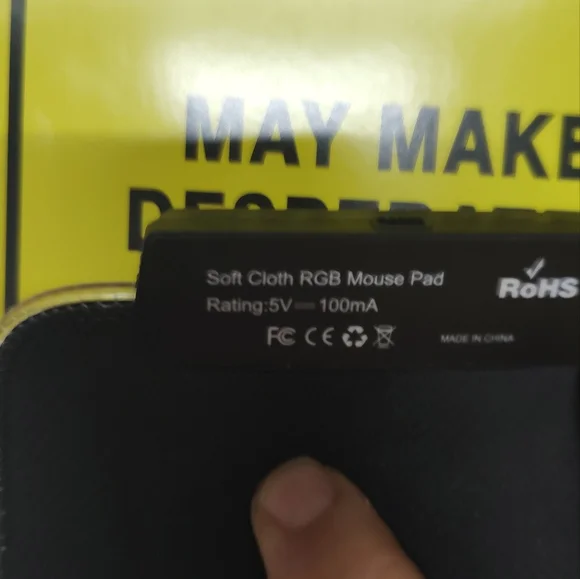 MAY MAKE
Soft Cloth RGB Mouse Pad
RoHS
Rating:5V⎓100mA
FC CE
MADE IN CHINA